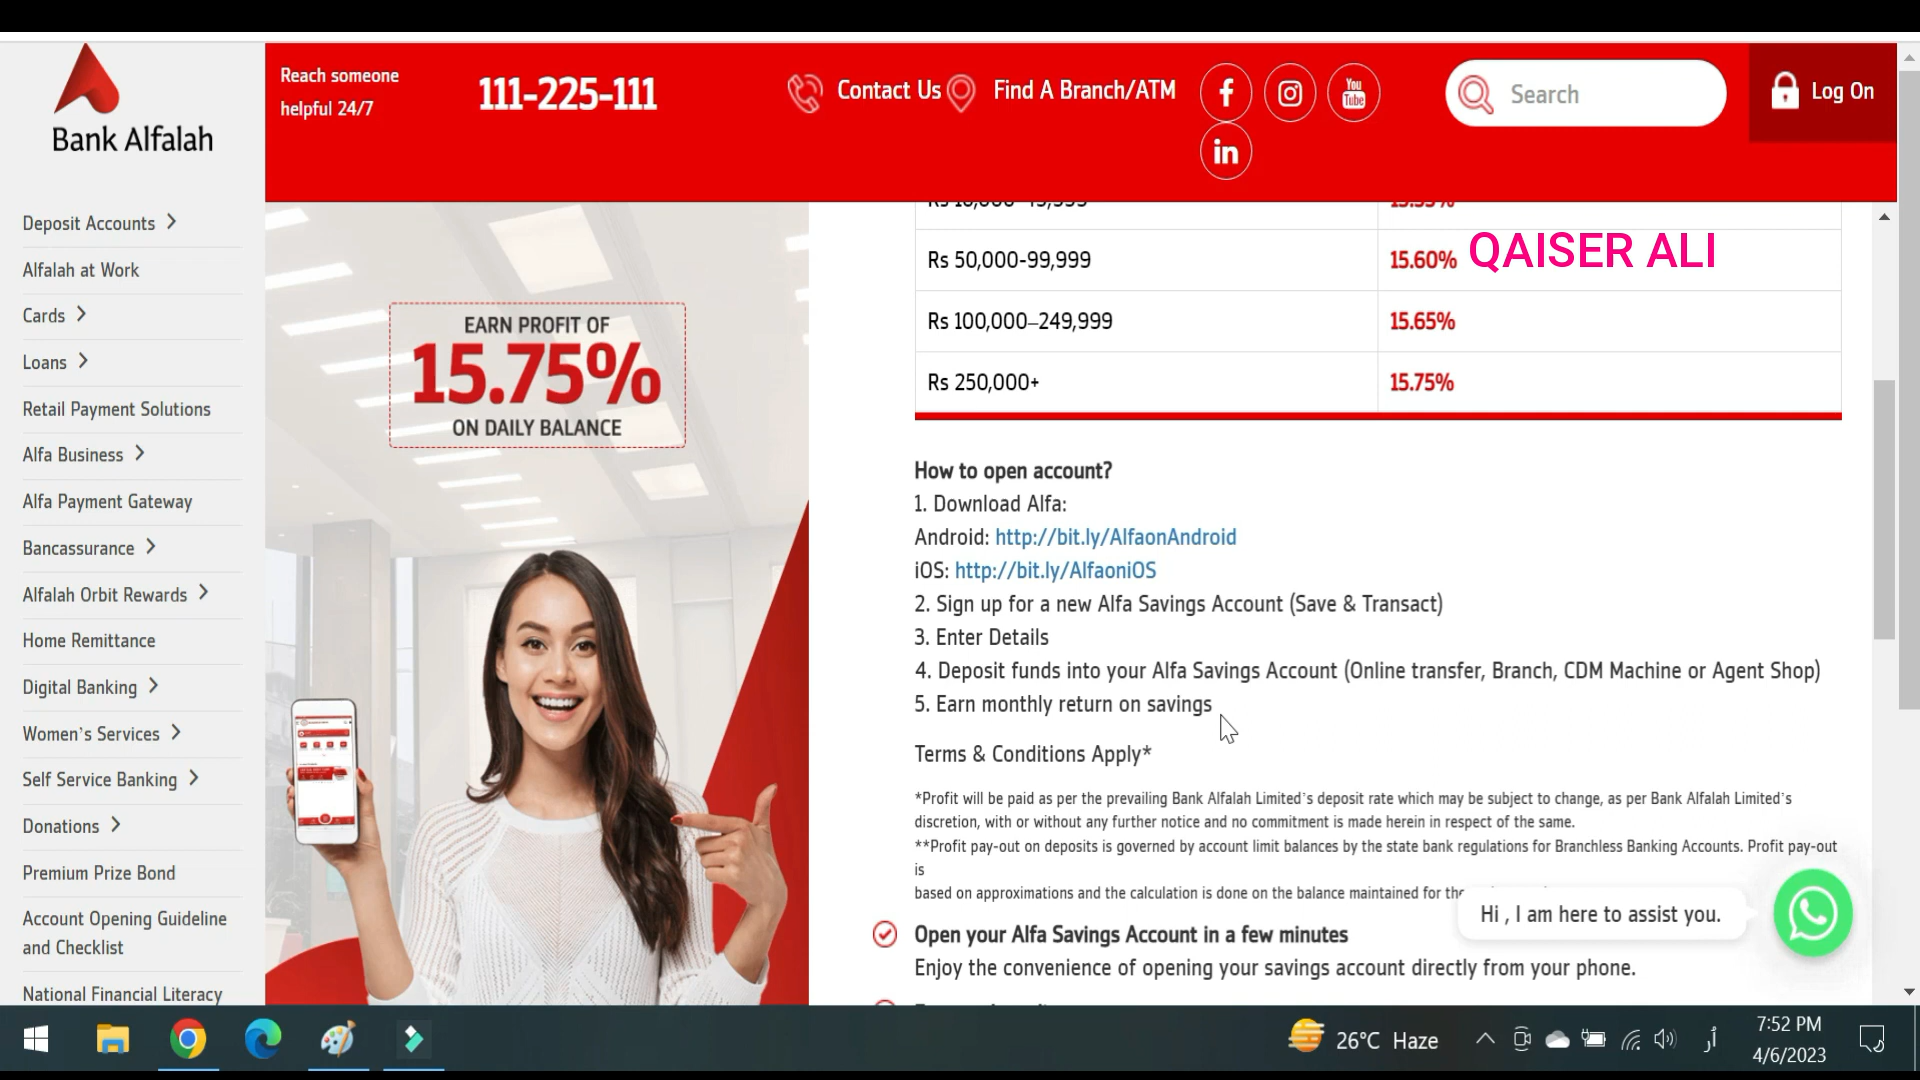 Reach someone
helpful 24/7
111-225-111
Contact Us
Find A Branch/ATM
You
Tube
in
Search
Log On
Bank Alfalah
Deposit Accounts
Alfalah at Work
Cards
Loans
Retail Payment Solutions
Alfa Business
Alfa Payment Gateway
Bancassurance
Alfalah Orbit Rewards
Home Remittance
Digital Banking
Women's Services
Self Service Banking
Donations
Premium Prize Bond
Account Opening Guideline
and Checklist
National Financial Literacy
EARN PROFIT OF
15.75%
ON DAILY BALANCE
Rs 50,000-99,999 15.60%
QAISER ALI
Rs 100,000–249,999 15.65%
Rs 250,000+ 15.75%
How to open account?
1. Download Alfa:
Android: http://bit.ly/AlfaonAndroid
iOS: http://bit.ly/AlfaoniOS
2. Sign up for a new Alfa Savings Account (Save & Transact)
3. Enter Details
4. Deposit funds into your Alfa Savings Account (Online transfer, Branch, CDM Machine or Agent Shop)
5. Earn monthly return on savings
Terms & Conditions Apply*
*Profit will be paid as per the prevailing Bank Alfalah Limited's deposit rate which may be subject to change, as per Bank Alfalah Limited's
discretion, with or without any further notice and no commitment is made herein in respect of the same.
**Profit pay-out on deposits is governed by account limit balances by the state bank regulations for Branchless Banking Accounts. Profit pay-out
is
based on approximations and the calculation is done on the balance maintained for the
Hi , I am here to assist you.
Open your Alfa Savings Account in a few minutes
Enjoy the convenience of opening your savings account directly from your phone.
26°C Haze
7:52 PM
4/6/2023